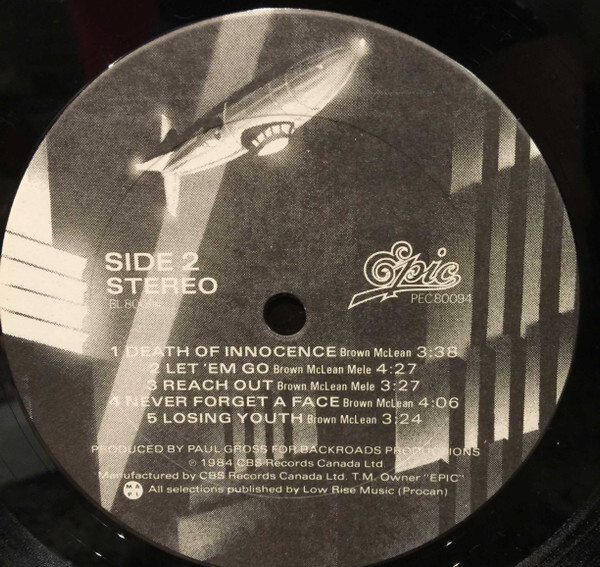 SIDE 2
STEREO
Epic
PEC80094
1 DEATH OF INNOCENCE Brown McLean 3:38
2 LET 'EM GO Brown McLean Mele 4:27
3 REACH OUT Brown McLean Mele 3:27
4 NEVER FORGET A FACE Brown McLean 4:06
5 LOSING YOUTH Brown McLean 3:24
PRODUCED BY PAUL GROSS FOR BACKROADS PRODUCTIONS
℗ 1984 CBS Records Canada Ltd
Manufactured by CBS Records Canada Ltd. T.M. Owner "EPIC"
MAPL
All selections published by Low Rise Music (Procan)